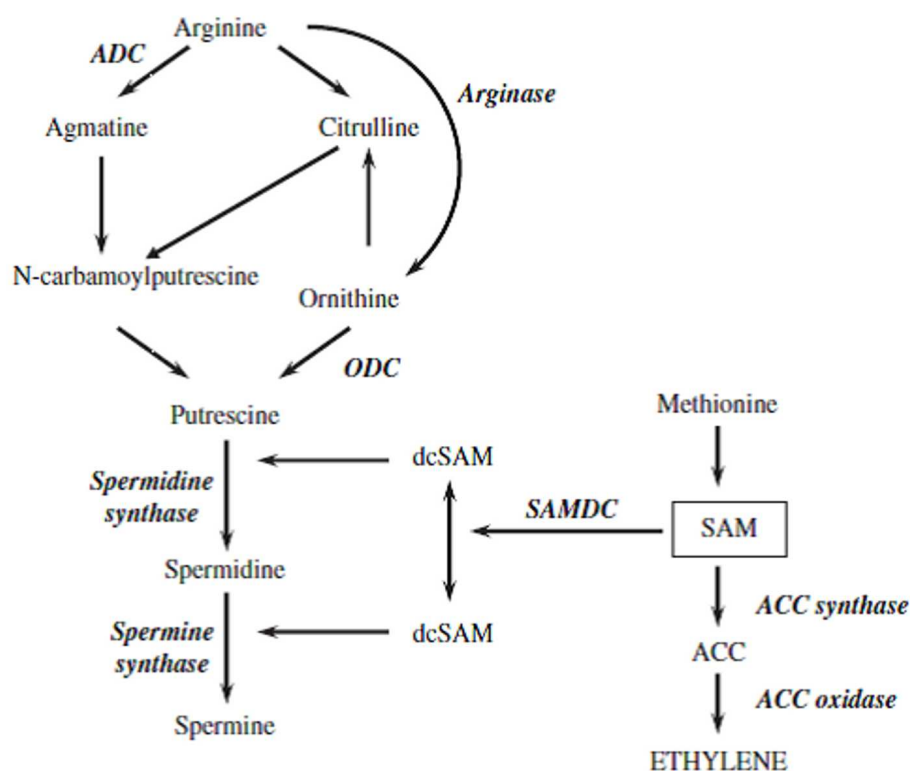 Arginine
ADC
Arginase
Agmatine
Citrulline
N-carbamoylputrescine
Ornithine
ODC
Putrescine
Methionine
dcSAM
Spermidine
synthase
SAMDC
SAM
Spermidine
ACC synthase
Spermine
synthase
dcSAM
ACC
ACC oxidase
Spermine
ETHYLENE